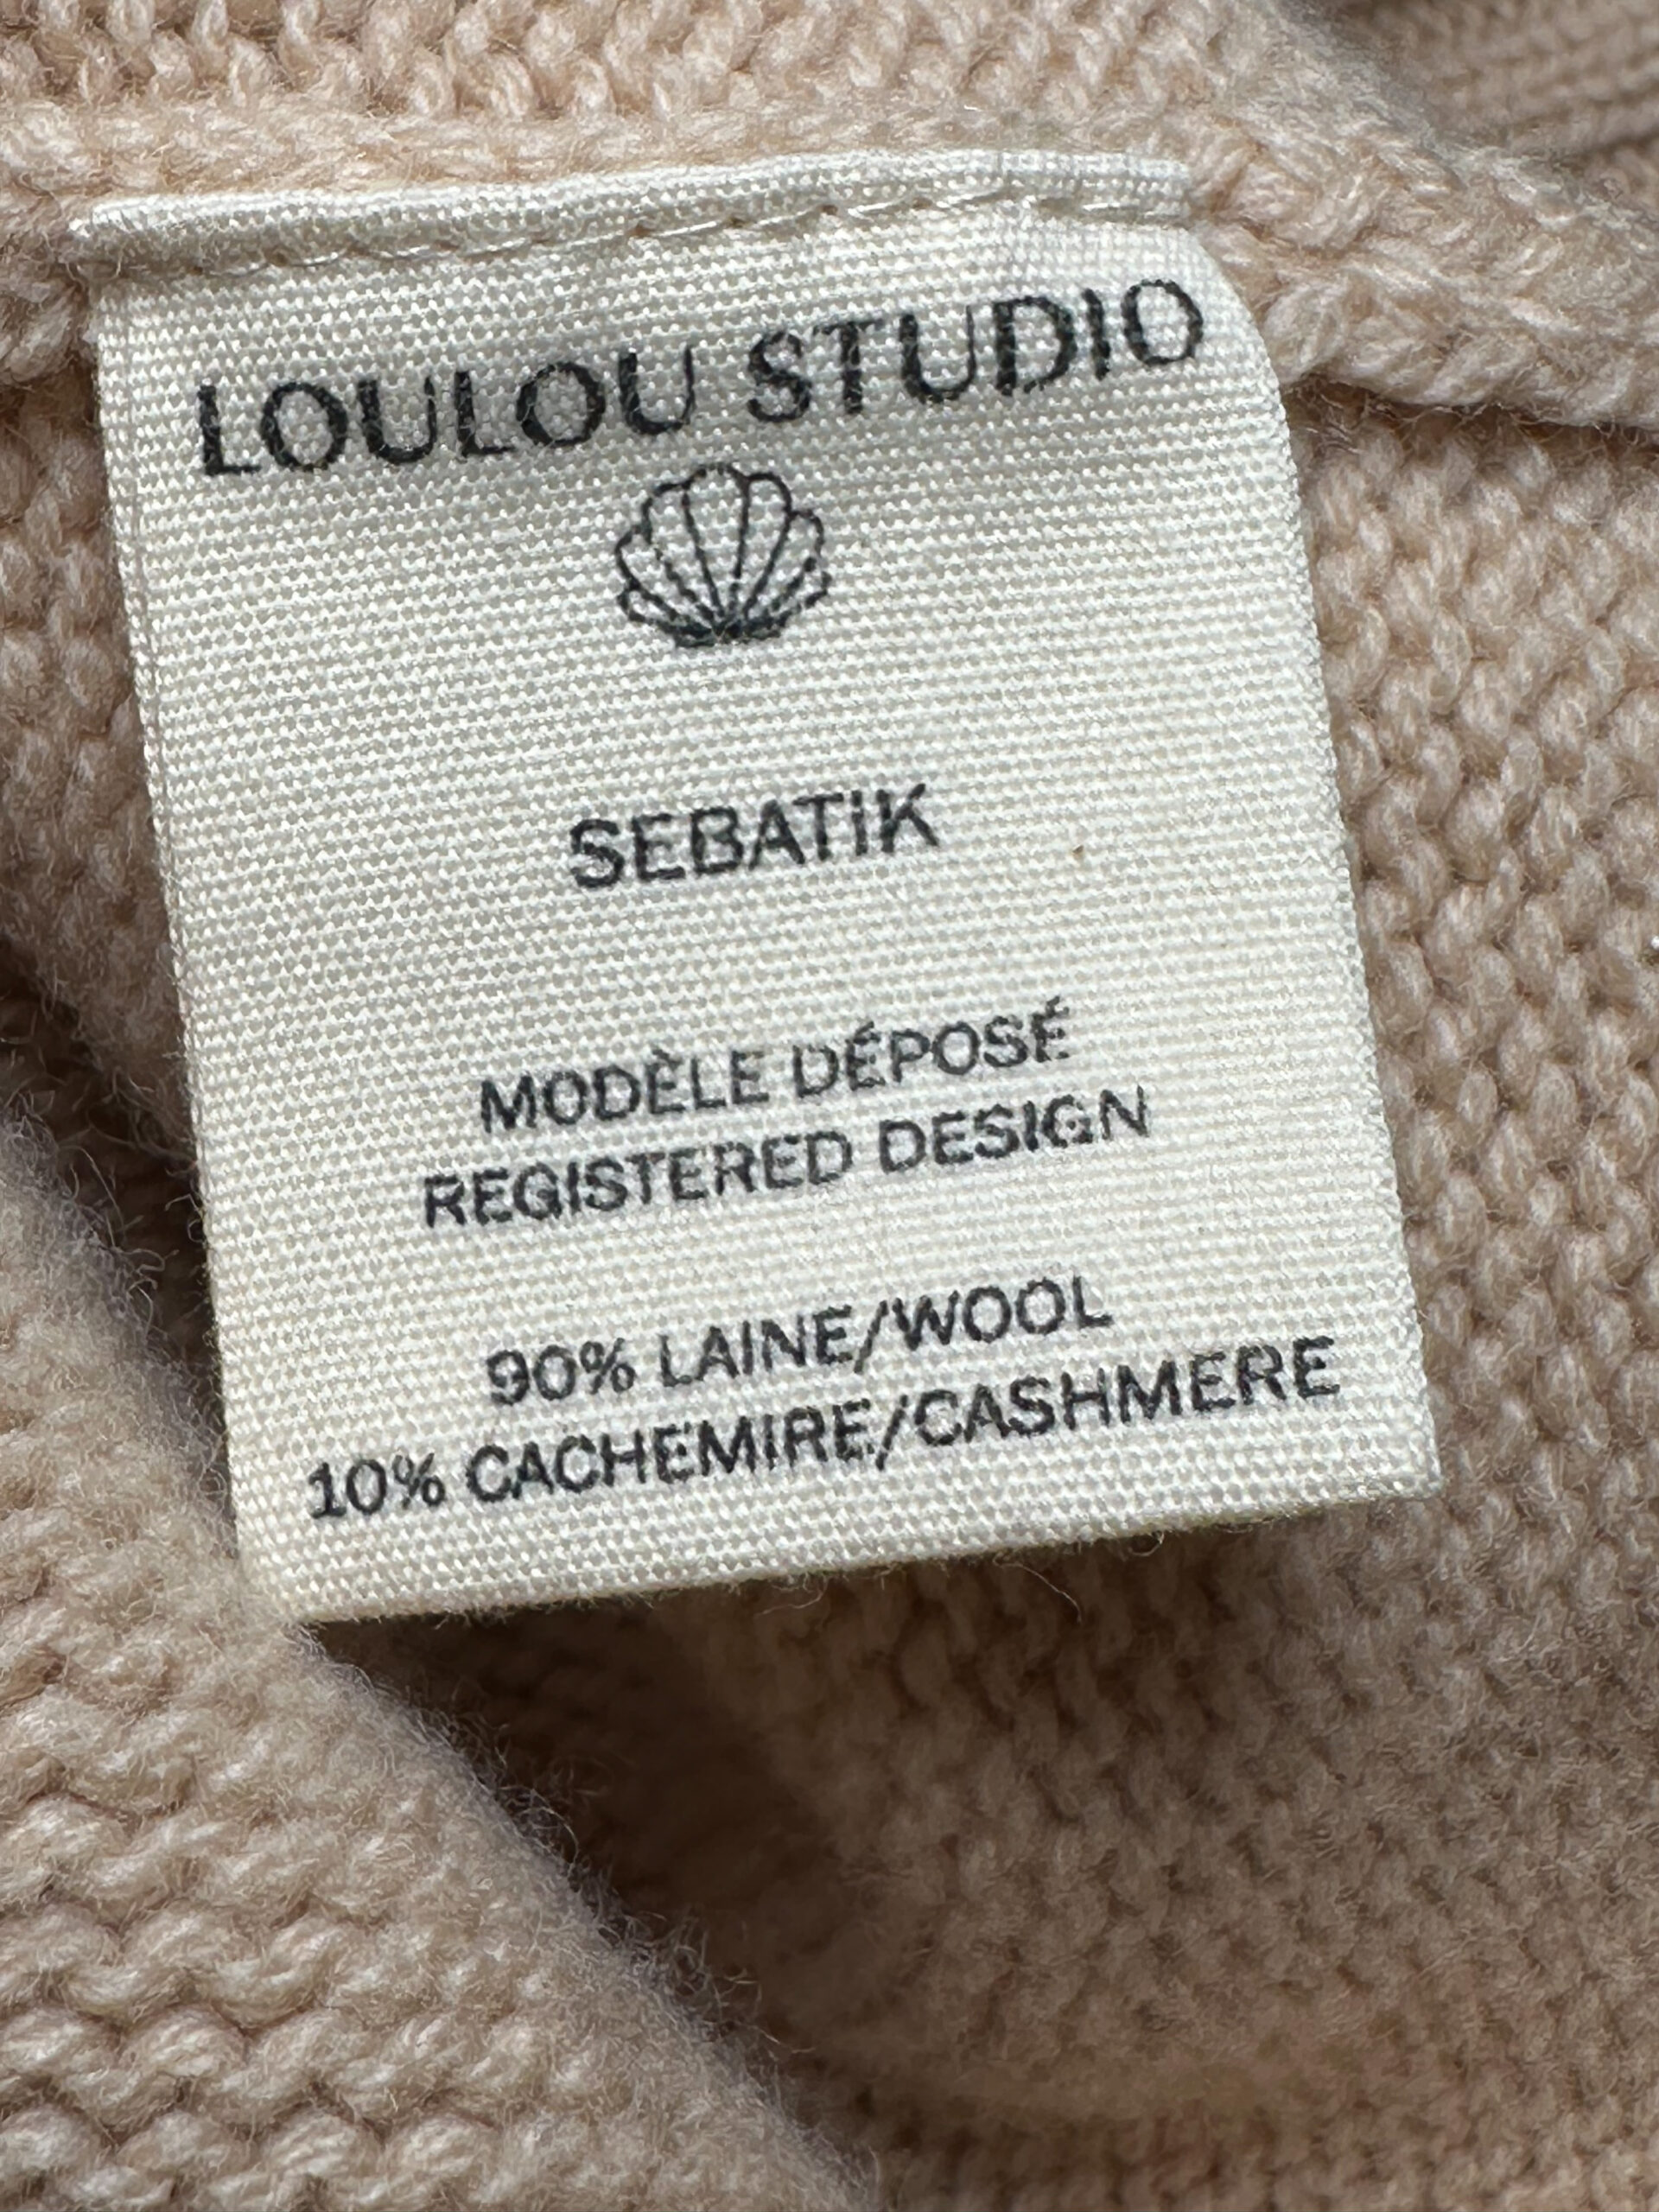 LOULOU STUDIO
SEBATIK
MODÈLE DÉPOSÉ
REGISTERED DESIGN
90% LAINE/WOOL
10% CACHEMIRE/CASHMERE